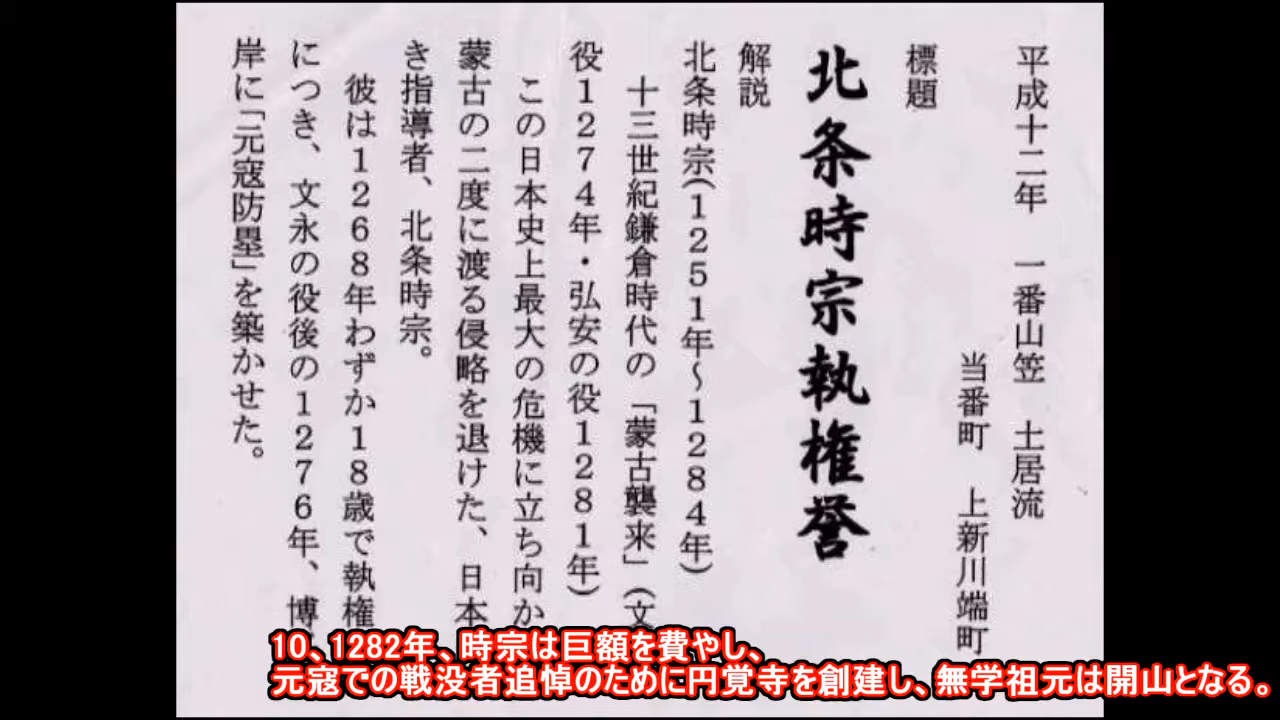 平成十二年　一番山笠　土居流
当番町　上新川端町
標題
北条時宗執権誉
解説
北条時宗(1251年～1284年)
十三世紀鎌倉時代の「蒙古襲来」(文
役1274年・弘安の役1281年)
この日本史上最大の危機に立ち向か
蒙古の二度に渡る侵略を退けた、日本
き指導者、北条時宗。
彼は1268年わずか18歳で執権
につき、文永の役後の1276年、博
岸に「元寇防塁」を築かせた。
10、1282年、時宗は巨額を費やし、
元寇での戦没者追悼のために円覚寺を創建し、無学祖元は開山となる。